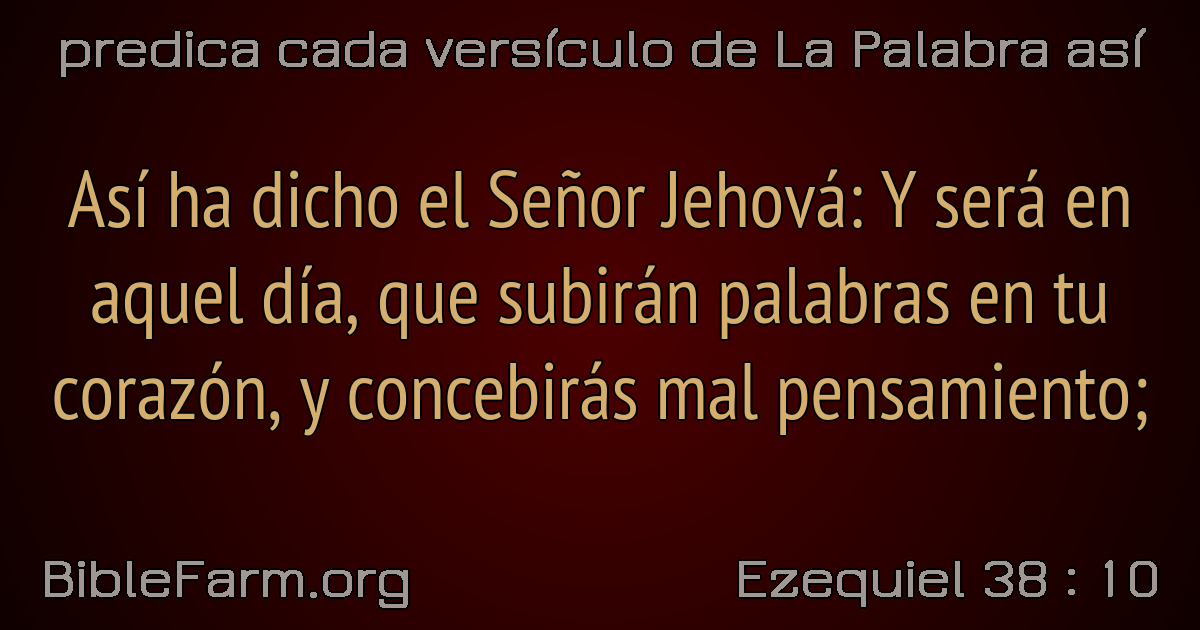 predica cada versículo de La Palabra así
Así ha dicho el Señor Jehová: Y será en
aquel día, que subirán palabras en tu
corazón, y concebirás mal pensamiento;
BibleFarm.org
Ezequiel 38 : 10